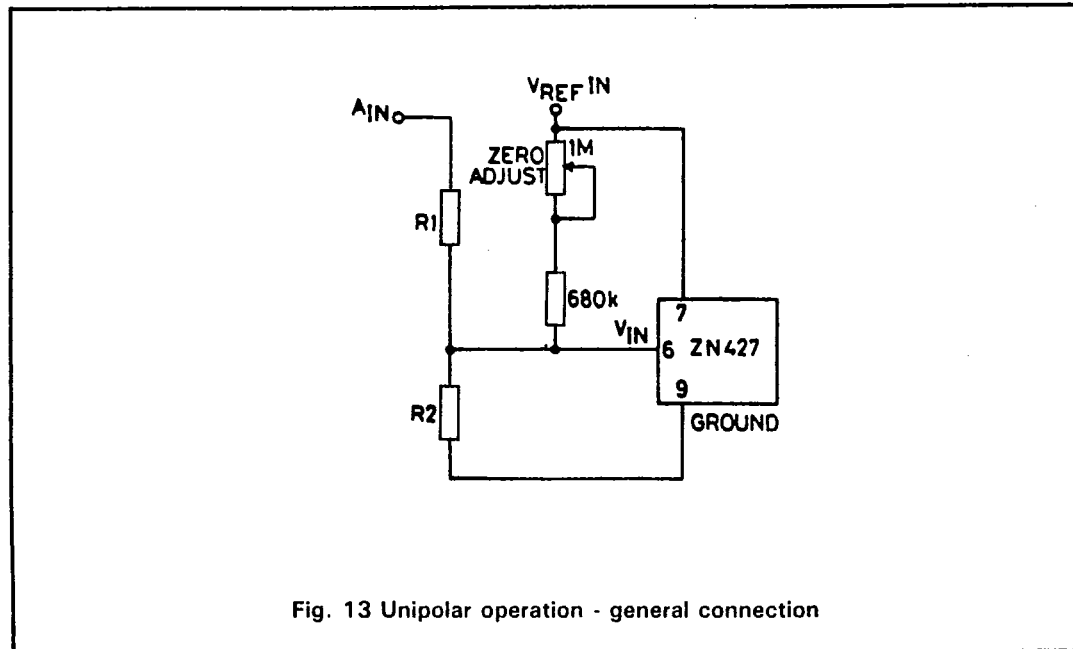 VREF IN
AIN
1M
ZERO
ADJUST
R1
680k
VIN
7
6 ZN427
9
R2
GROUND
Fig. 13 Unipolar operation - general connection